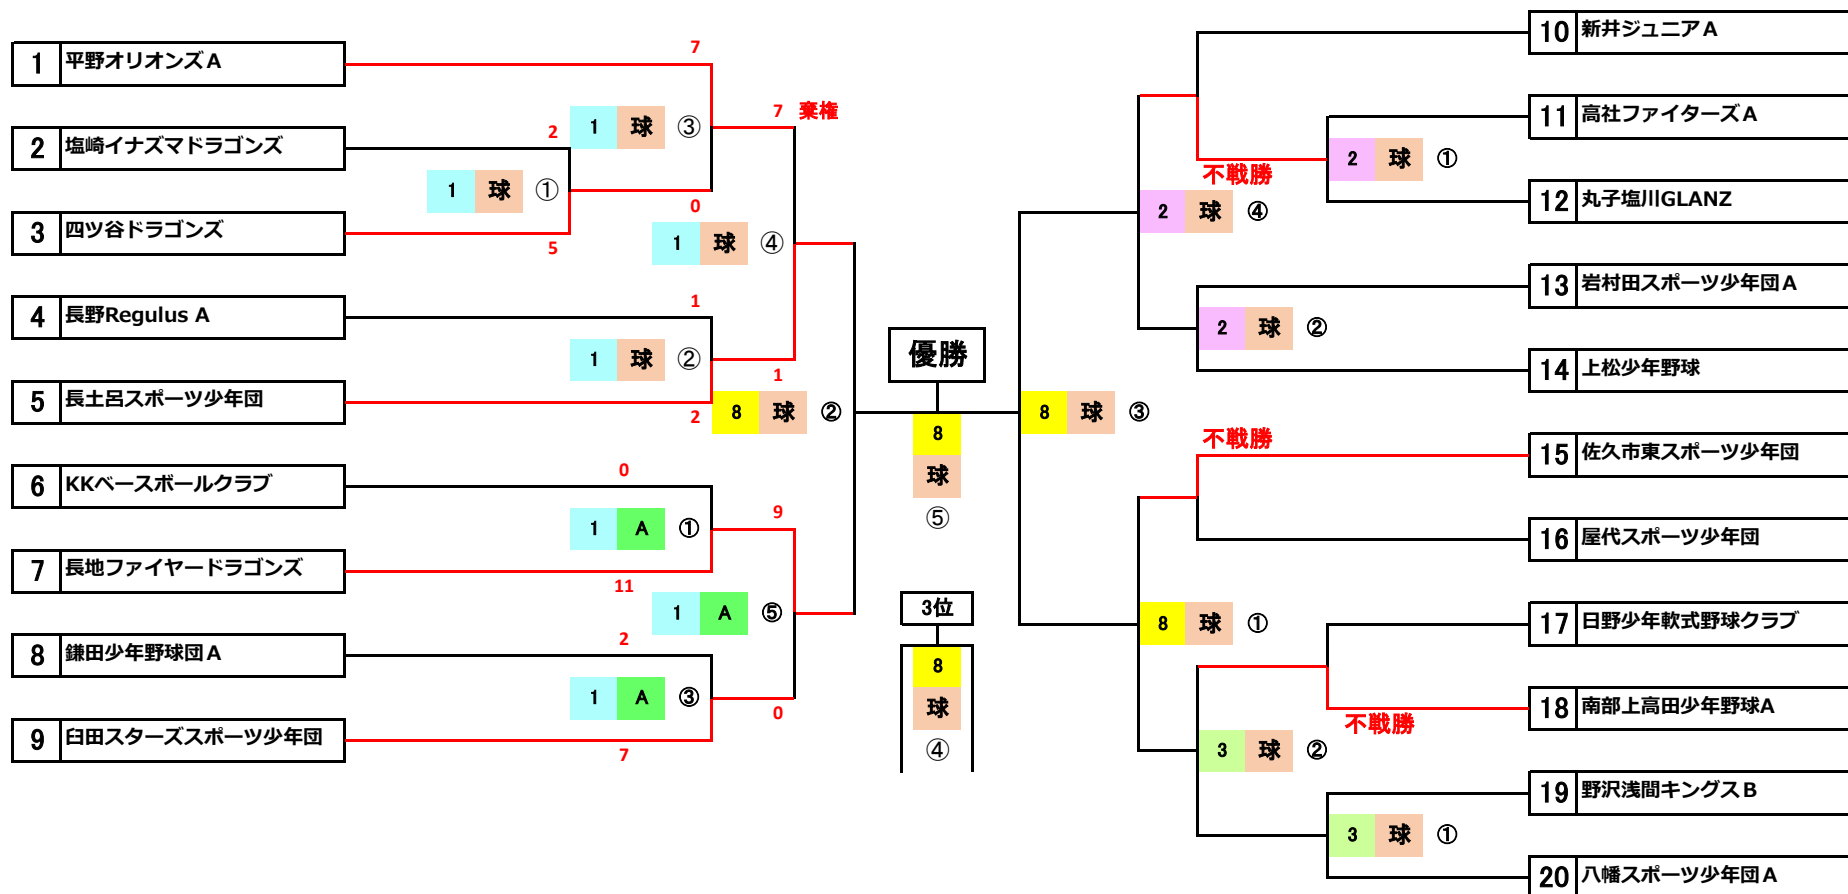 1 平野オリオンズA
2 塩崎イナズマドラゴンズ
3 四ツ谷ドラゴンズ
4 長野Regulus A
5 長土呂スポーツ少年団
6 KKベースボールクラブ
7 長地ファイヤードラゴンズ
8 鎌田少年野球団A
9 臼田スターズスポーツ少年団
7
1 球 ③
7 棄権
2
1 球 ①
5
0
1 球 ④
1
1 球 ②
2
1
8 球 ②
0
1 A ①
11
9
1 A ⑤
2
1 A ③
7
0
優勝
8
球
⑤
3位
8
球
④
10 新井ジュニアA
11 高社ファイターズA
12 丸子塩川GLANZ
13 岩村田スポーツ少年団A
14 上松少年野球
15 佐久市東スポーツ少年団
16 屋代スポーツ少年団
17 日野少年軟式野球クラブ
18 南部上高田少年野球A
19 野沢浅間キングスB
20 八幡スポーツ少年団A
2 球 ①
不戦勝
2 球 ④
2 球 ②
8 球 ③
不戦勝
8 球 ①
不戦勝
3 球 ②
3 球 ①